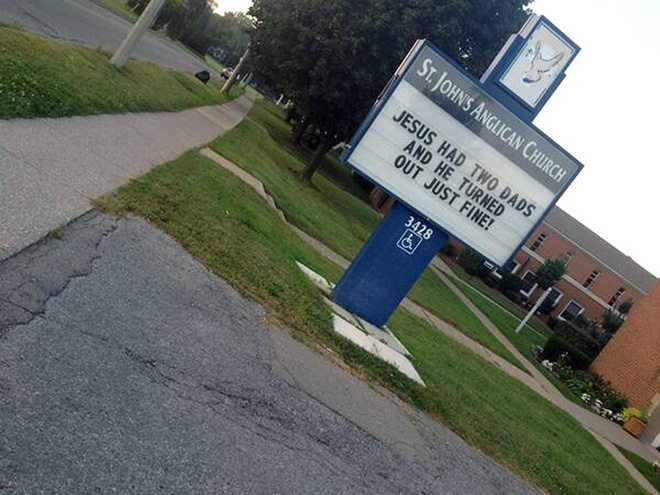 St. John's Anglican Church
JESUS HAD TWO DADS
AND HE TURNED
OUT JUST FINE!
3428